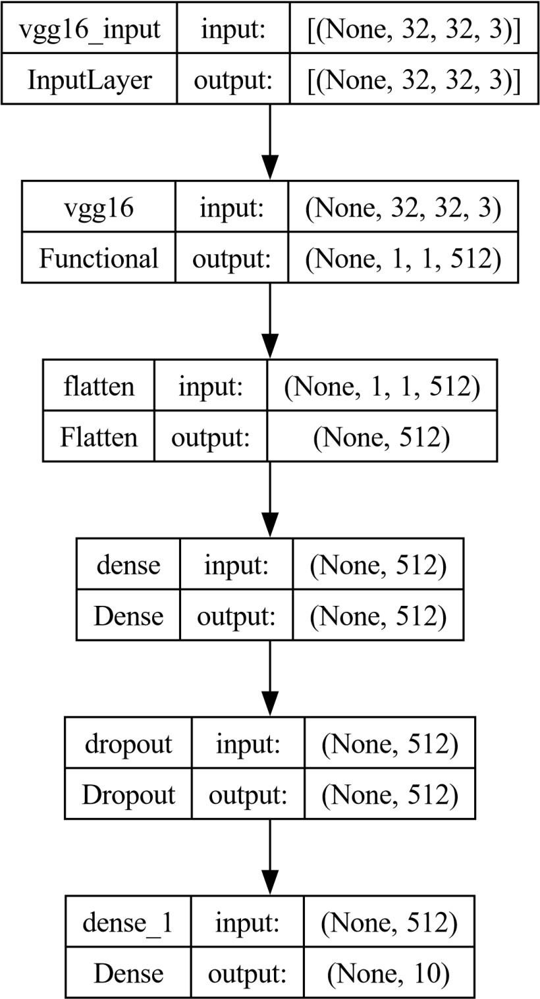 vgg16_input input: [(None, 32, 32, 3)]
InputLayer output: [(None, 32, 32, 3)]
vgg16 input: (None, 32, 32, 3)
Functional output: (None, 1, 1, 512)
flatten input: (None, 1, 1, 512)
Flatten output: (None, 512)
dense input: (None, 512)
Dense output: (None, 512)
dropout input: (None, 512)
Dropout output: (None, 512)
dense_1 input: (None, 512)
Dense output: (None, 10)